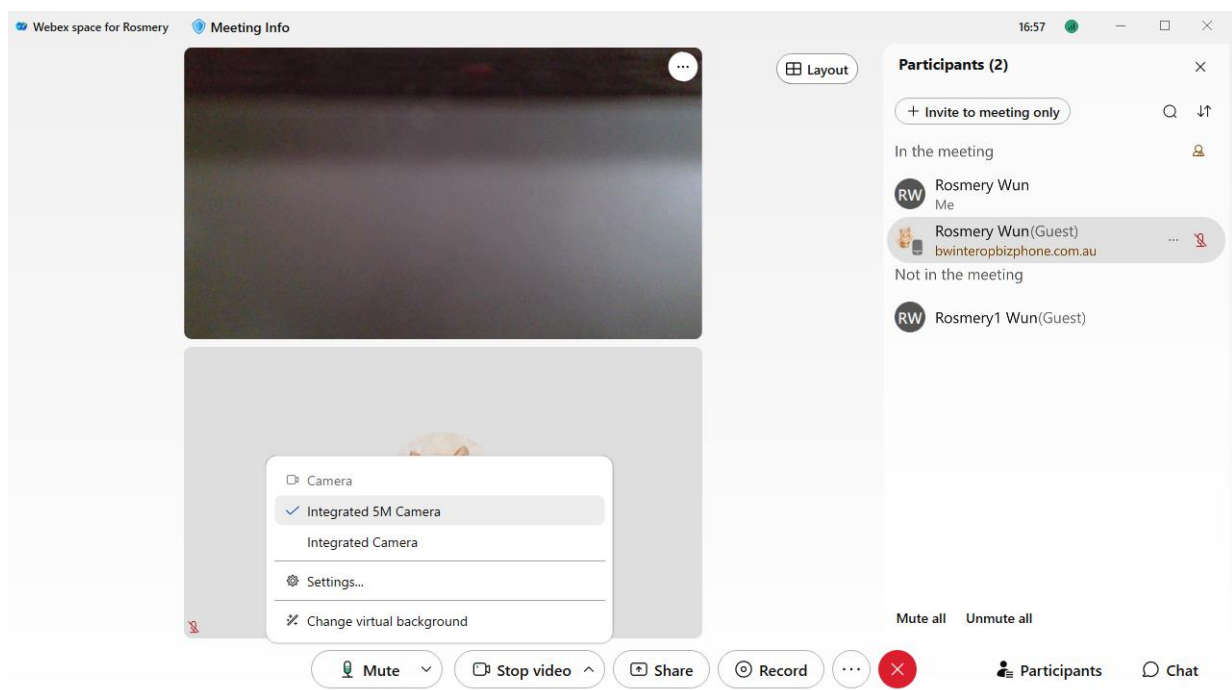 Webex space for Rosmery
Meeting Info
16:57
Layout
Participants (2)
+ Invite to meeting only
In the meeting
RW
Rosmery Wun
Me
Rosmery Wun(Guest)
bwinteropbizphone.com.au
Not in the meeting
RW
Rosmery1 Wun(Guest)
Camera
Integrated 5M Camera
Integrated Camera
Settings...
Change virtual background
Mute all
Unmute all
Mute
Stop video
Share
Record
Participants
Chat